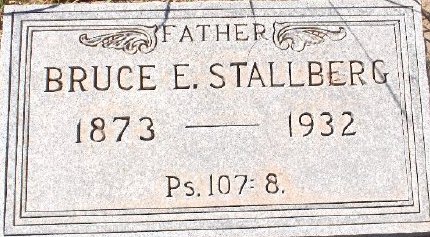 FATHER
BRUCE E. STALLBERG
1873 — 1932
Ps. 107:8.